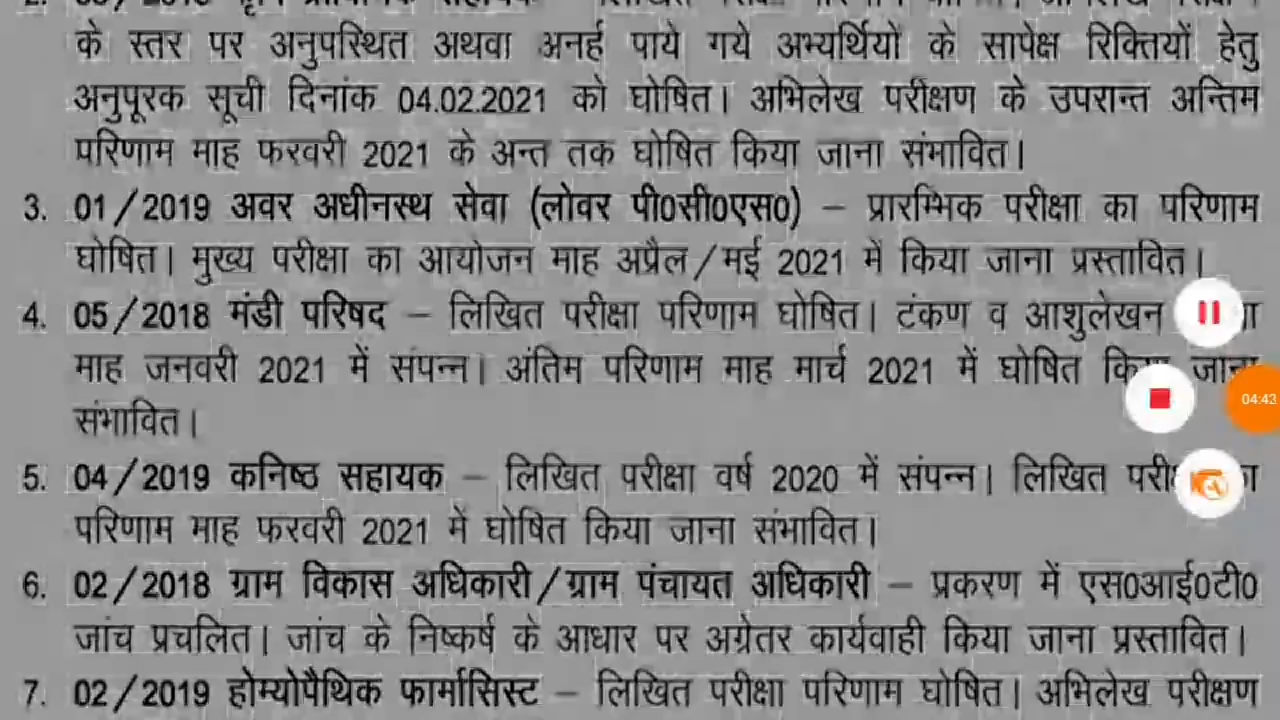 के स्तर पर अनुपस्थित अथवा अनर्ह पाये गये अभ्यर्थियों के सापेक्ष रिक्तियों हेतु
अनुपूरक सूची दिनांक 04.02.2021 को घोषित। अभिलेख परीक्षण के उपरान्त अन्तिम
परिणाम माह फरवरी 2021 के अन्त तक घोषित किया जाना संभावित।
3. 01/2019 अवर अधीनस्थ सेवा (लोवर पी0सी0एस0) – प्रारम्भिक परीक्षा का परिणाम
घोषित। मुख्य परीक्षा का आयोजन माह अप्रैल/मई 2021 में किया जाना प्रस्तावित।
4. 05/2018 मंडी परिषद – लिखित परीक्षा परिणाम घोषित। टंकण व आशुलेखन
माह जनवरी 2021 में संपन्न। अंतिम परिणाम माह मार्च 2021 में घोषित किया जाना
संभावित।
04:43
5. 04/2019 कनिष्ठ सहायक – लिखित परीक्षा वर्ष 2020 में संपन्न। लिखित
परिणाम माह फरवरी 2021 में घोषित किया जाना संभावित।
6. 02/2018 ग्राम विकास अधिकारी/ग्राम पंचायत अधिकारी – प्रकरण में एस0आई0टी0
जांच प्रचलित। जांच के निष्कर्ष के आधार पर अग्रेतर कार्यवाही किया जाना प्रस्तावित।
7. 02/2019 होम्योपैथिक फार्मासिस्ट – लिखित परीक्षा परिणाम घोषित। अभिलेख परीक्षण